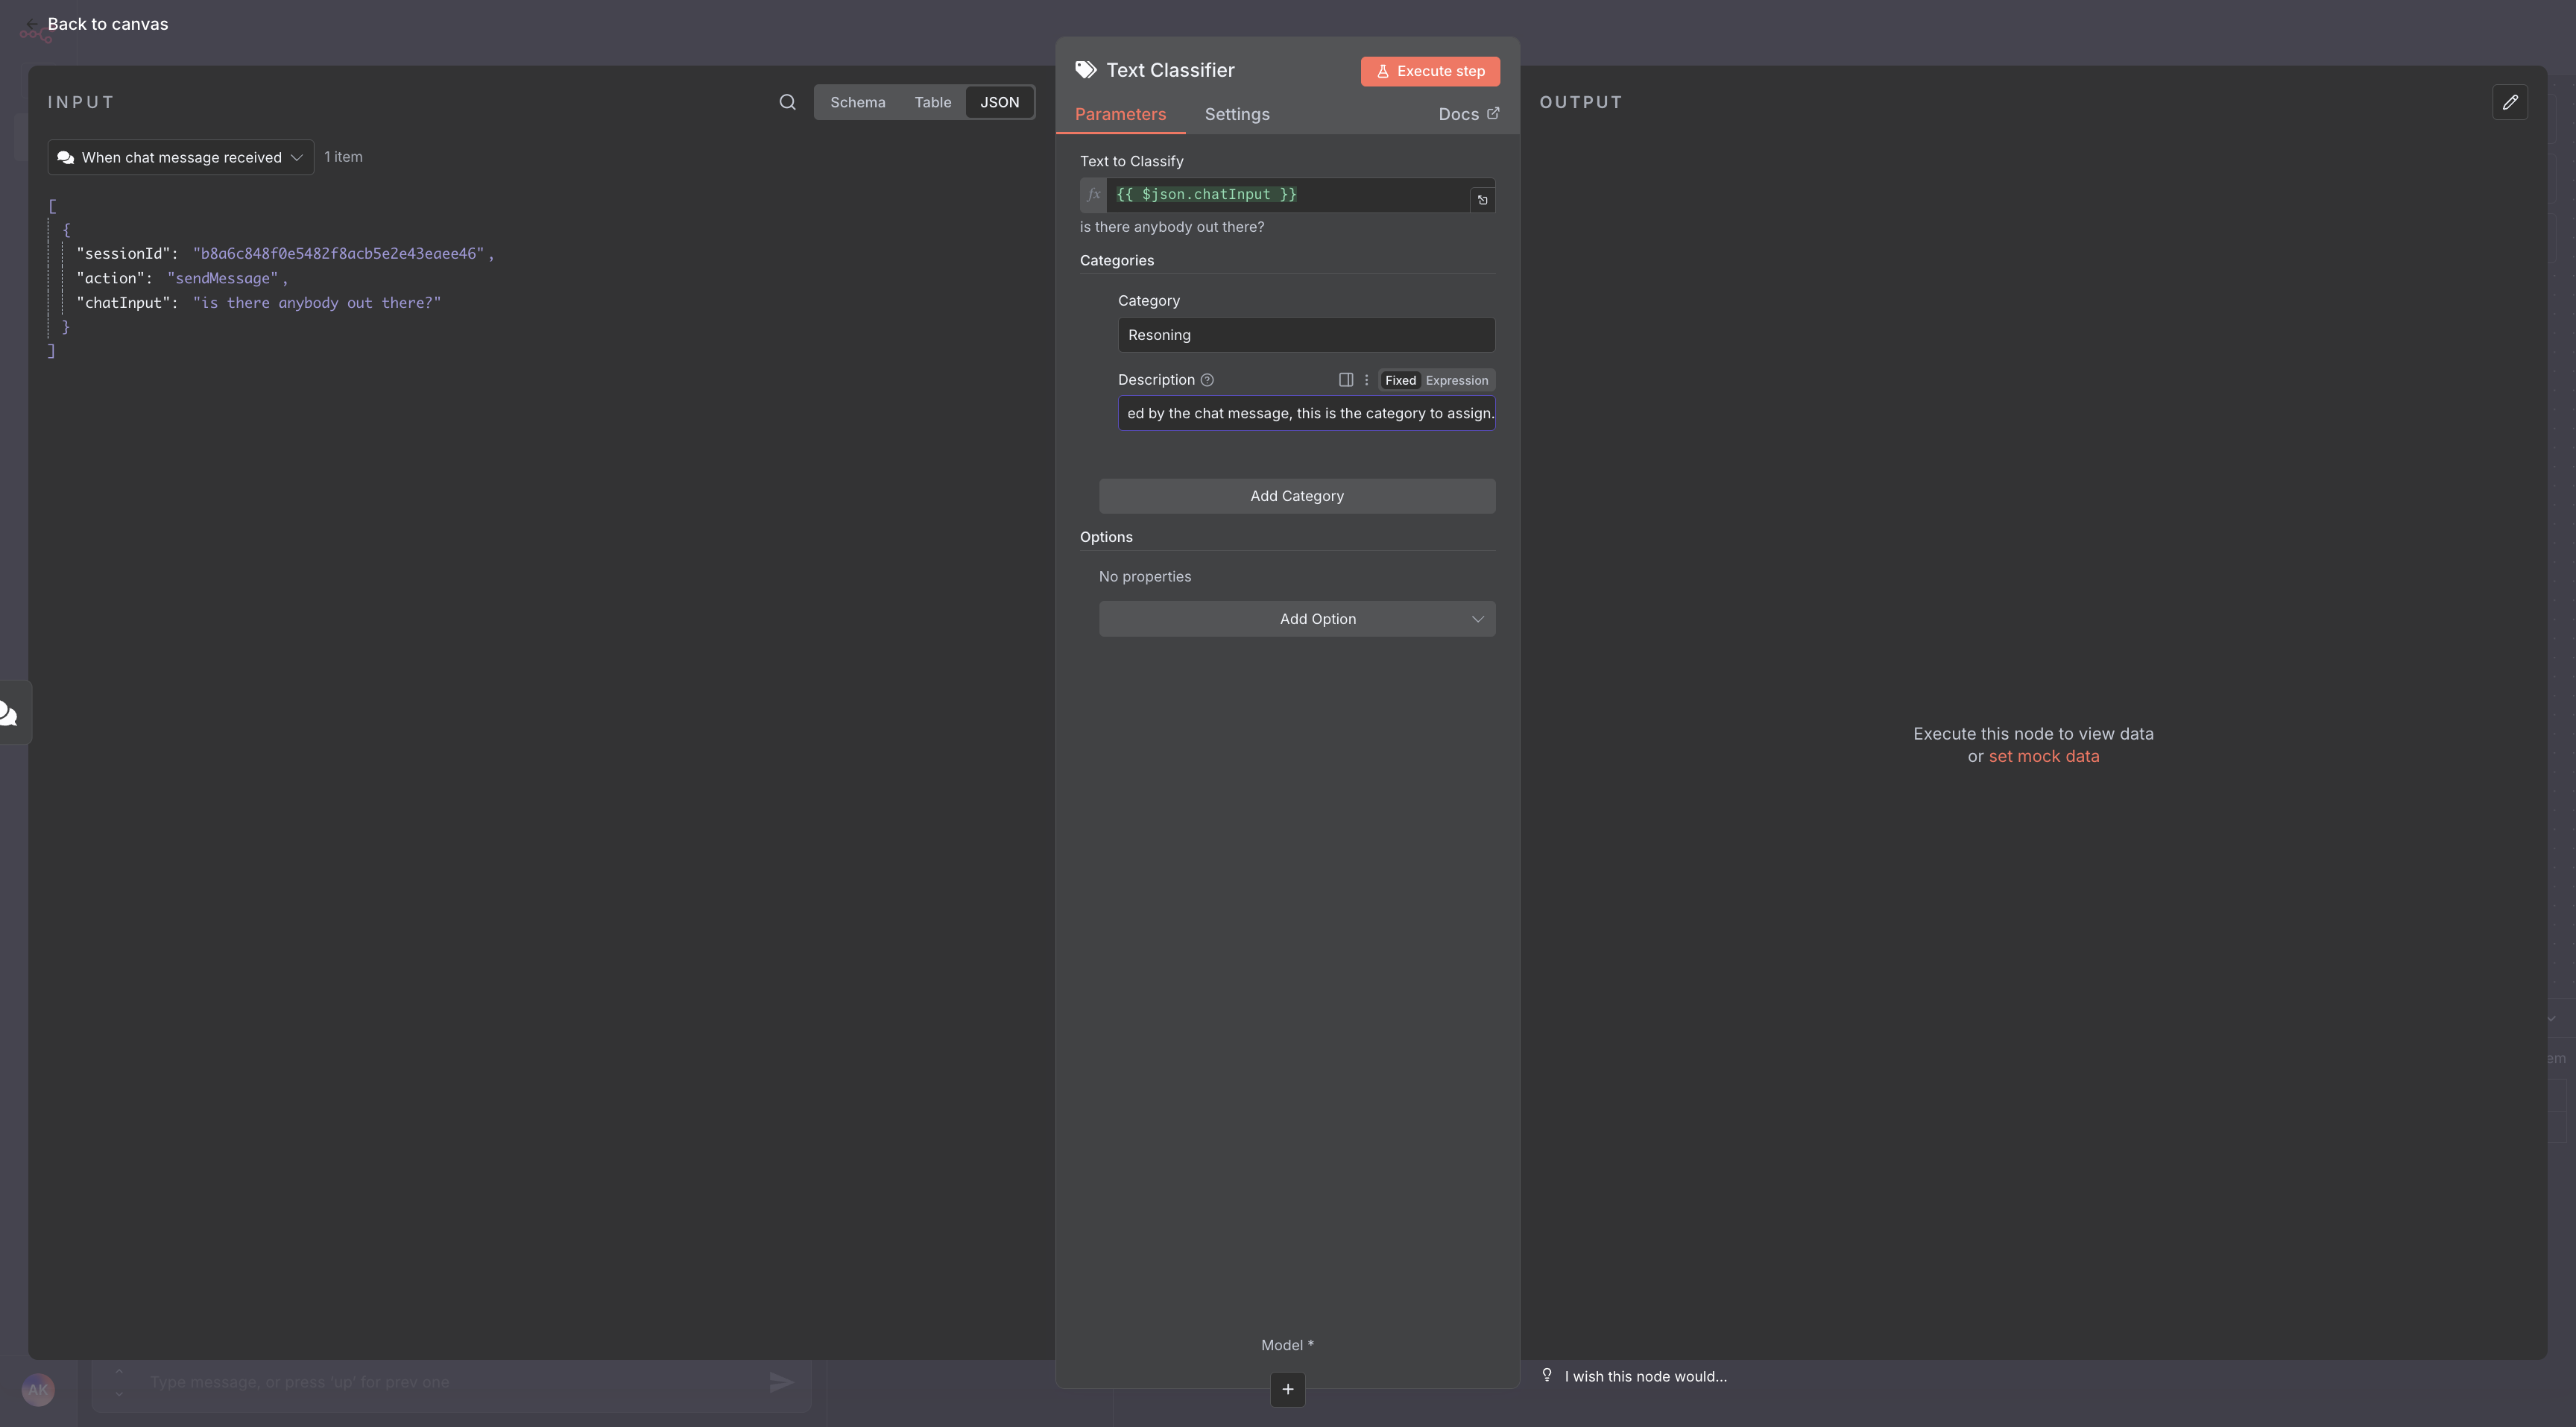 Back to canvas
INPUT
Schema Table JSON
When chat message received 1 item
[
{
"sessionId": "b8a6c848f0e5482f8acb5e2e43eaee46",
"action": "sendMessage",
"chatInput": "is there anybody out there?"
}
]
Text Classifier
Execute step
Parameters Settings Docs
Text to Classify
fx {{ $json.chatInput }}
is there anybody out there?
Categories
Category
Resoning
Description Fixed Expression
ed by the chat message, this is the category to assign.
Add Category
Options
No properties
Add Option
Model *
+
OUTPUT
Execute this node to view data
or set mock data
I wish this node would...
AK
Type message, or press 'up' for prev one
em